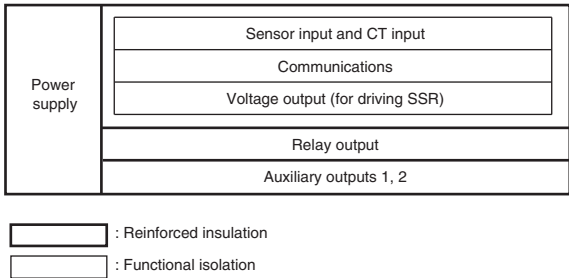 Power
supply
Sensor input and CT input
Communications
Voltage output (for driving SSR)
Relay output
Auxiliary outputs 1, 2
: Reinforced insulation
: Functional isolation